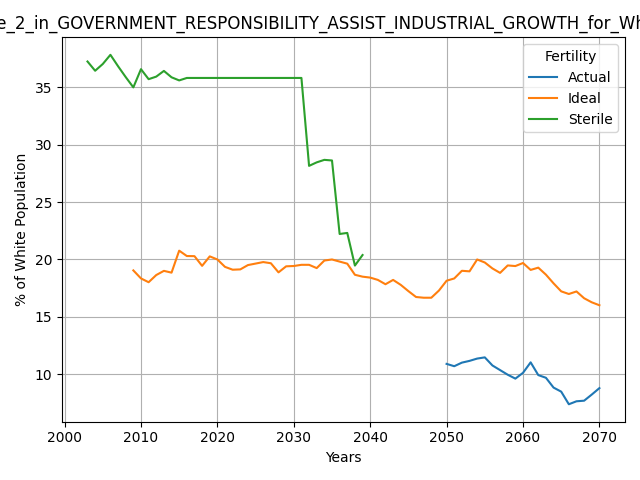 e_2_in_GOVERNMENT_RESPONSIBILITY_ASSIST_INDUSTRIAL_GROWTH_for_Wh
Fertility
Actual
Ideal
Sterile
% of White Population
35
30
25
20
15
10
2000 2010 2020 2030 2040 2050 2060 2070
Years